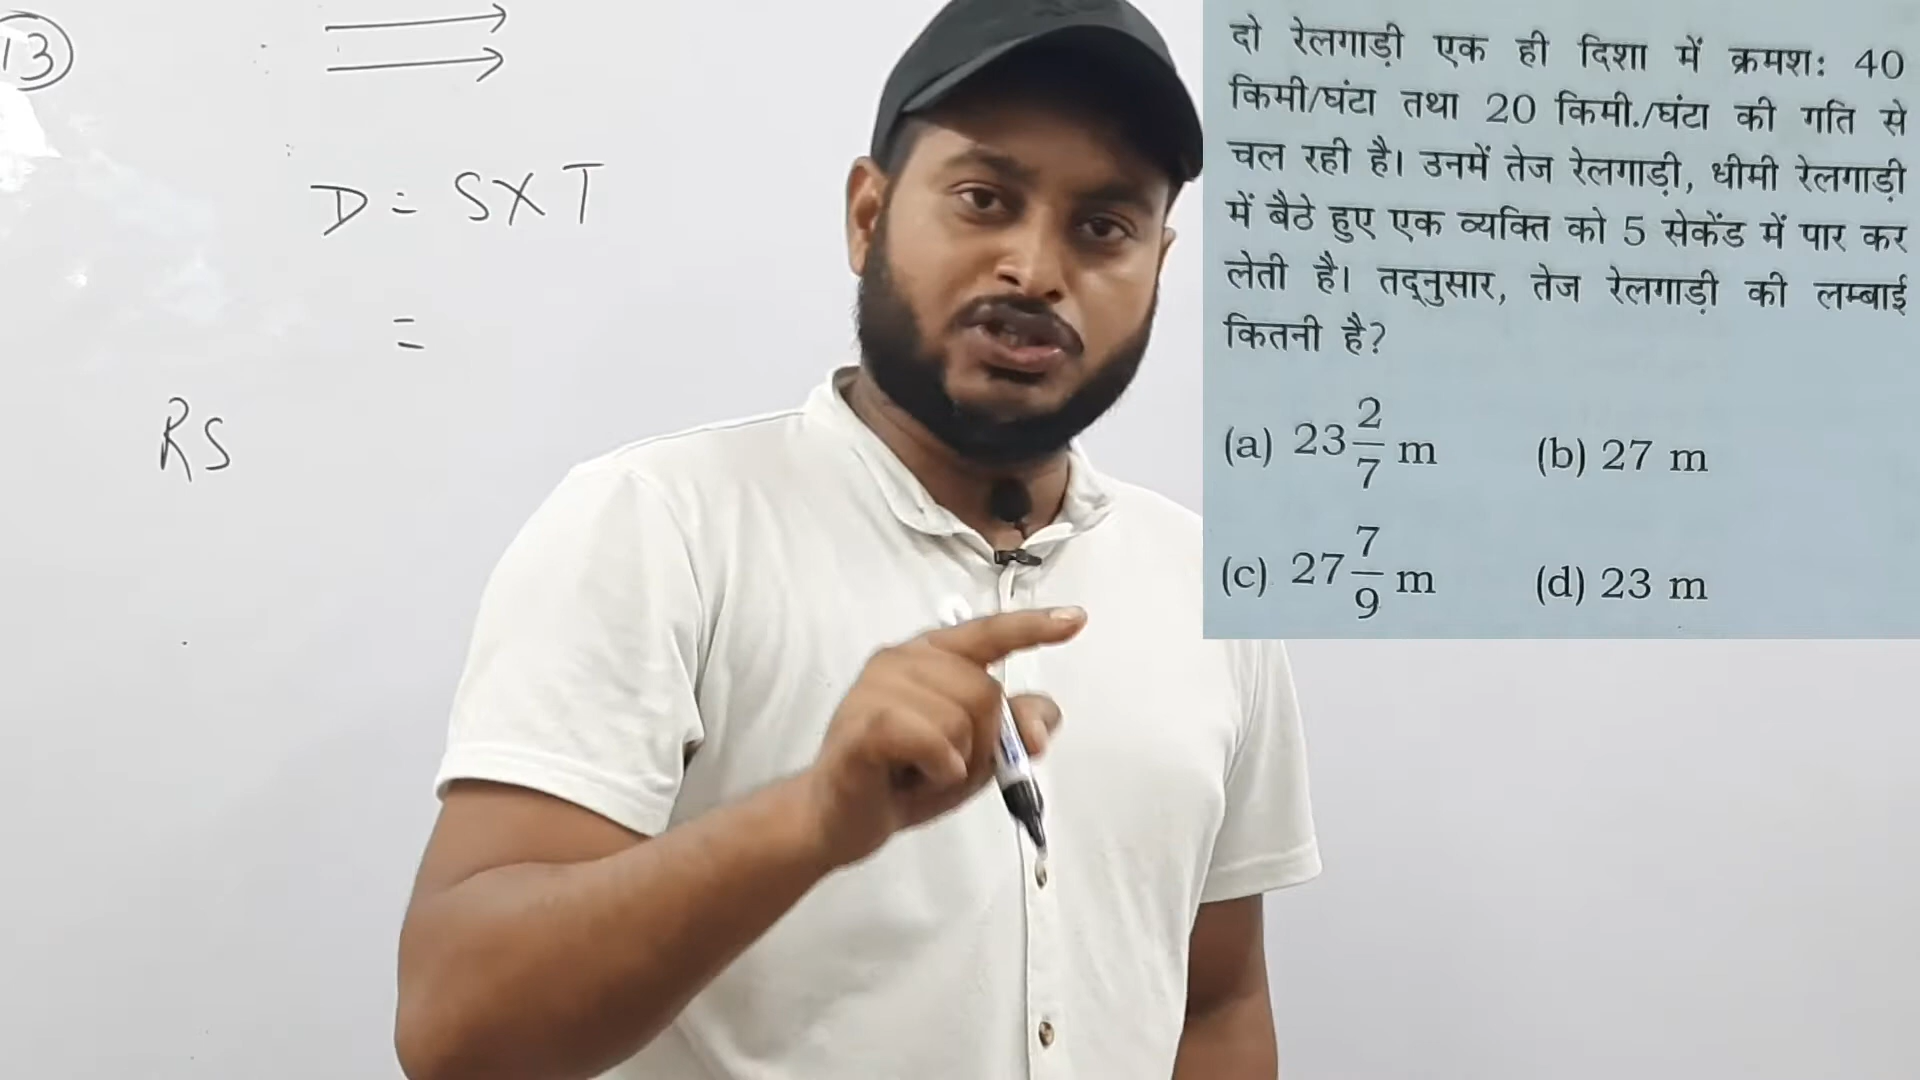 13
D = S X T
=
RS
दो रेलगाड़ी एक ही दिशा में क्रमश: 40
किमी/घंटा तथा 20 किमी./घंटा की गति से
चल रही है। उनमें तेज रेलगाड़ी, धीमी रेलगाड़ी
में बैठे हुए एक व्यक्ति को 5 सेकेंड में पार कर
लेती है। तद्नुसार, तेज रेलगाड़ी की लम्बाई
कितनी है?
(a) 23 2/7 m (b) 27 m
(c) 27 7/9 m (d) 23 m